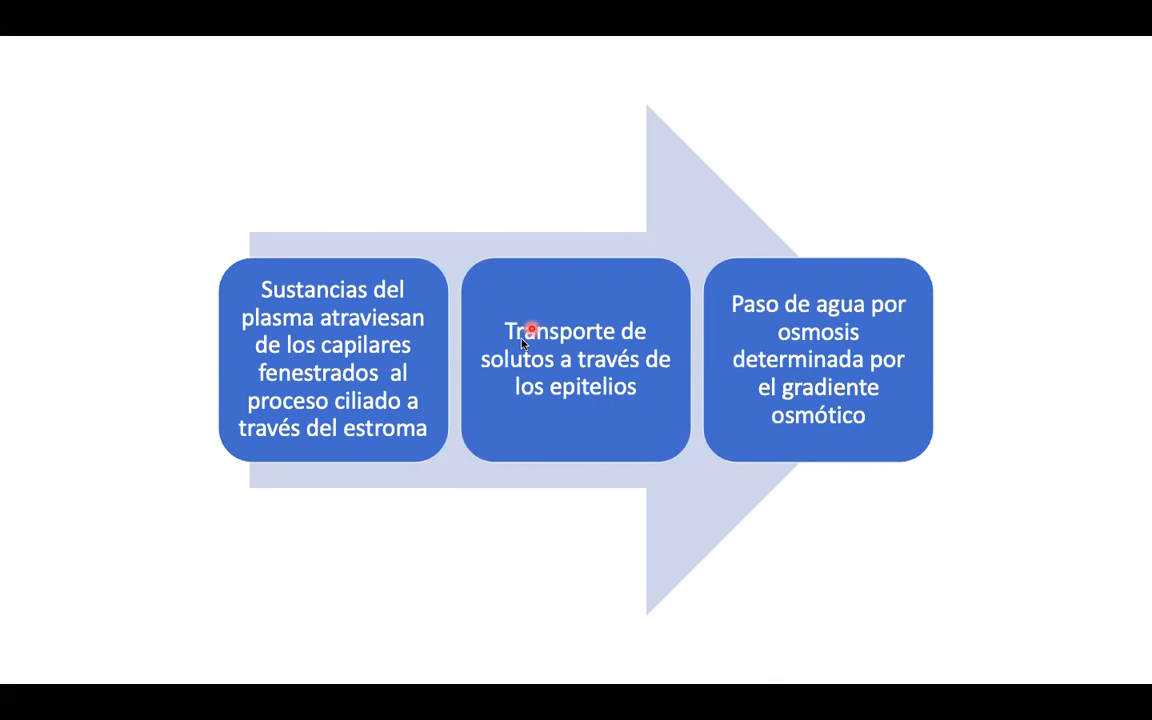 Sustancias del
plasma atraviesan
de los capilares
fenestrados al
proceso ciliado a
través del estroma
Transporte de
solutos a través de
los epitelios
Paso de agua por
osmosis
determinada por
el gradiente
osmótico